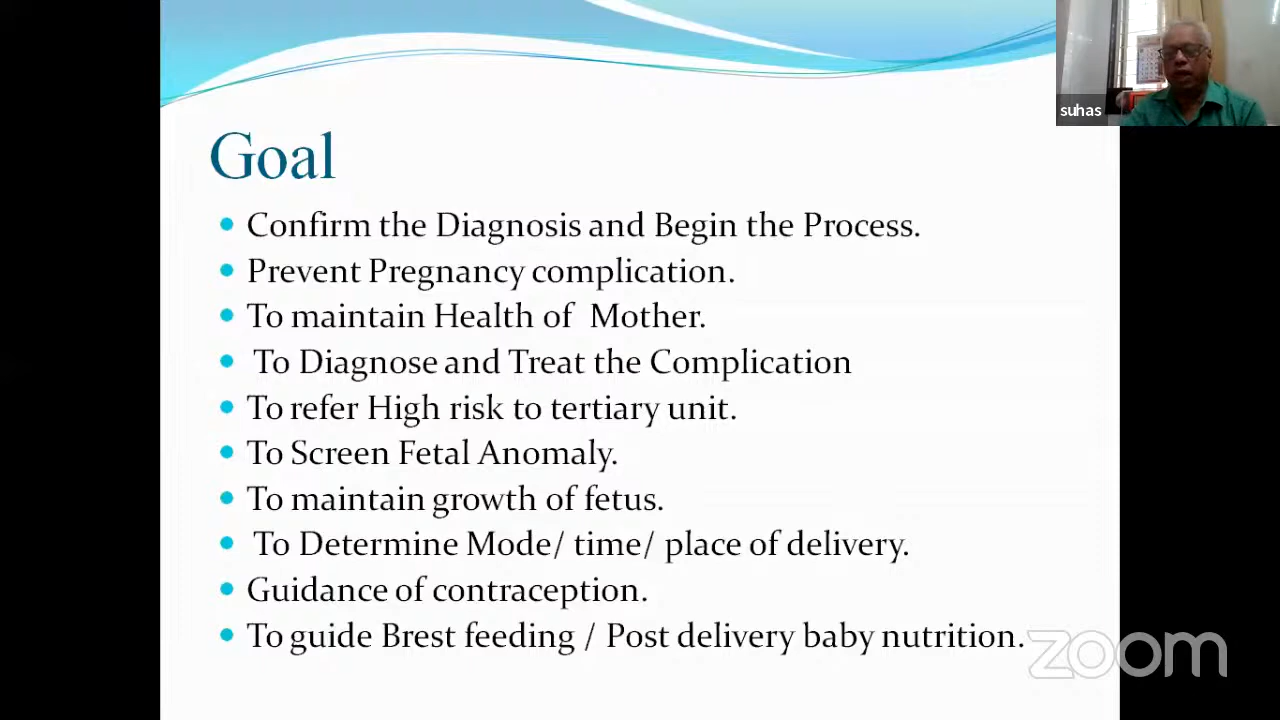 suhas
Goal
Confirm the Diagnosis and Begin the Process.
Prevent Pregnancy complication.
To maintain Health of  Mother.
To Diagnose and Treat the Complication
To refer High risk to tertiary unit.
To Screen Fetal Anomaly.
To maintain growth of fetus.
To Determine Mode/ time/ place of delivery.
Guidance of contraception.
To guide Brest feeding / Post delivery baby nutrition.
zoom